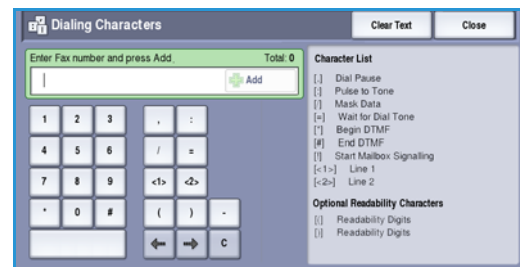 Dialing Characters
Clear Text
Close
Enter Fax number and press Add.
Total: 0
Add
1 2 3 , :
4 5 6 / =
7 8 9 <1> <2>
* 0 # ( ) -
C
Character List
[,] Dial Pause
[:] Pulse to Tone
[/] Mask Data
[=] Wait for Dial Tone
[*] Begin DTMF
[#] End DTMF
[!] Start Mailbox Signalling
[<1>] Line 1
[<2>] Line 2
Optional Readability Characters
[(] Readability Digits
[)] Readability Digits